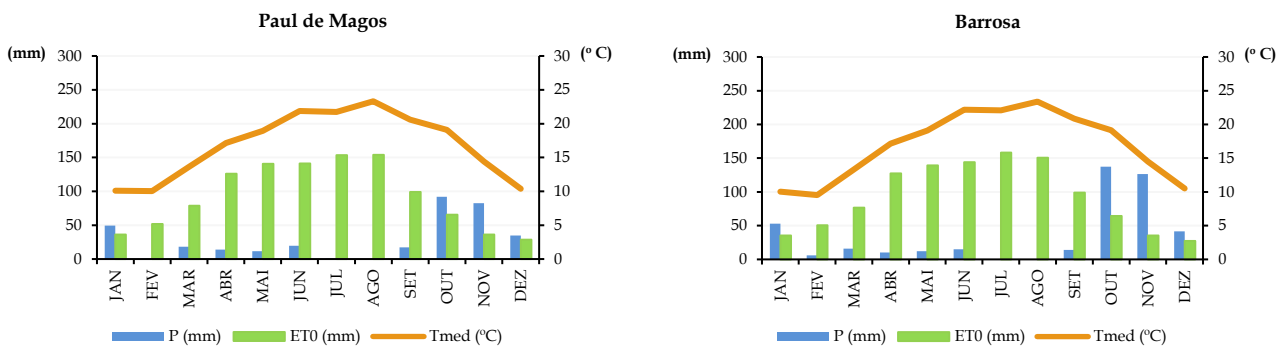 Paul de Magos
(mm)
(º C)
300
250
200
150
100
50
0
30
25
20
15
10
5
0
JAN
FEV
MAR
ABR
MAI
JUN
JUL
AGO
SET
OUT
NOV
DEZ
P (mm) ET0 (mm) Tmed (ºC)
Barrosa
(mm)
(º C)
300
250
200
150
100
50
0
30
25
20
15
10
5
0
JAN
FEV
MAR
ABR
MAI
JUN
JUL
AGO
SET
OUT
NOV
DEZ
P (mm) ET0 (mm) Tmed (ºC)